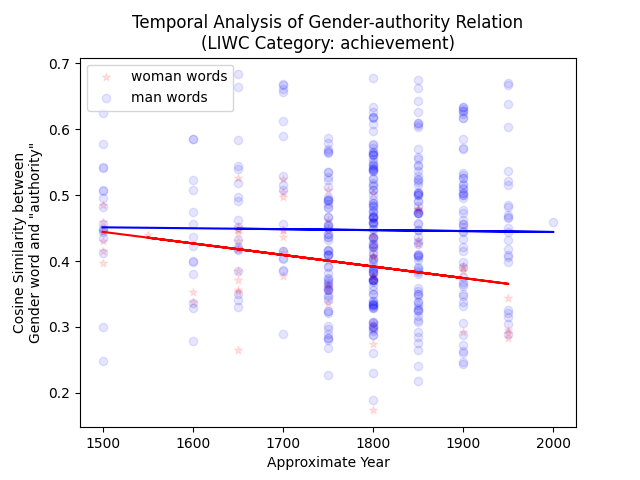 Temporal Analysis of Gender-authority Relation
(LIWC Category: achievement)
woman words
man words
Cosine Similarity between
Gender word and "authority"
0.7
0.6
0.5
0.4
0.3
0.2
1500 1600 1700 1800 1900 2000
Approximate Year